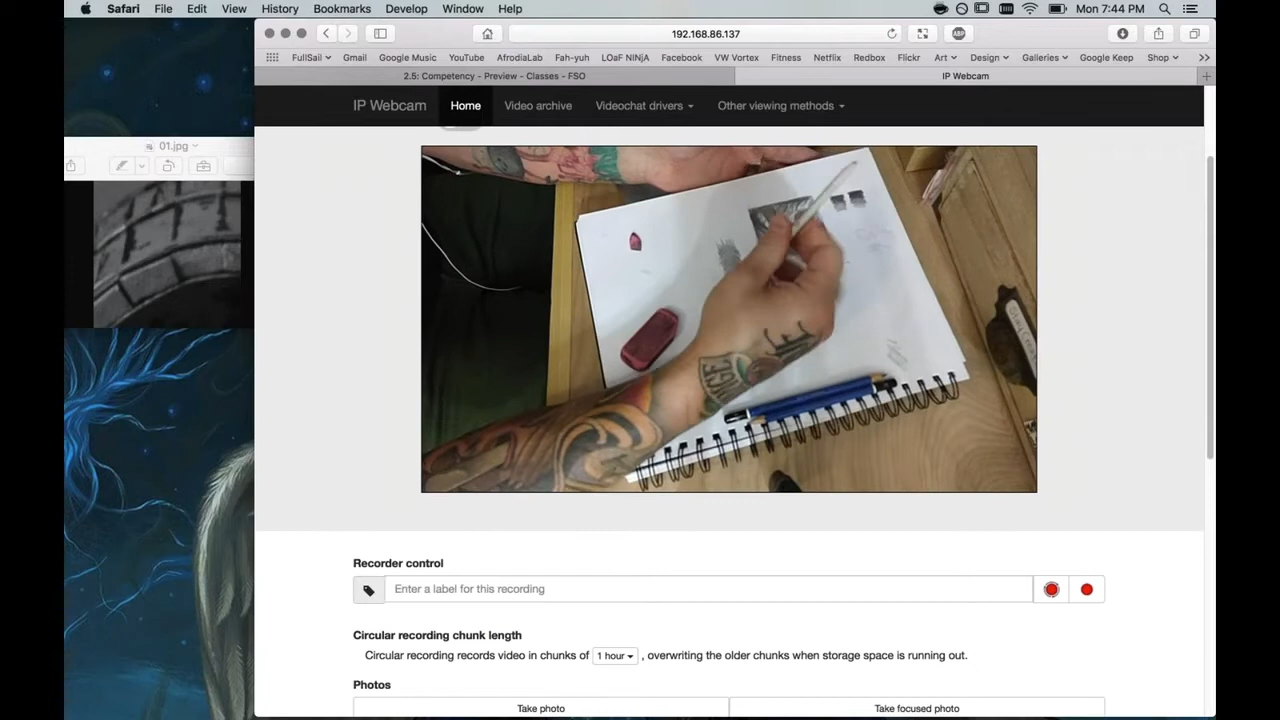 Safari File Edit View History Bookmarks Develop Window Help Mon 7:44 PM
192.168.86.137
FullSail Gmail Google Music YouTube AfrodiaLab Fah-yuh LOaF NINjA Facebook VW Vortex Fitness Netflix Redbox Flickr Art Design Galleries Google Keep Shop
2.5: Competency - Preview - Classes - FSO IP Webcam
IP Webcam Home Video archive Videochat drivers Other viewing methods
01.jpg
Recorder control
Enter a label for this recording
Circular recording chunk length
Circular recording records video in chunks of 1 hour , overwriting the older chunks when storage space is running out.
Photos
Take photo Take focused photo